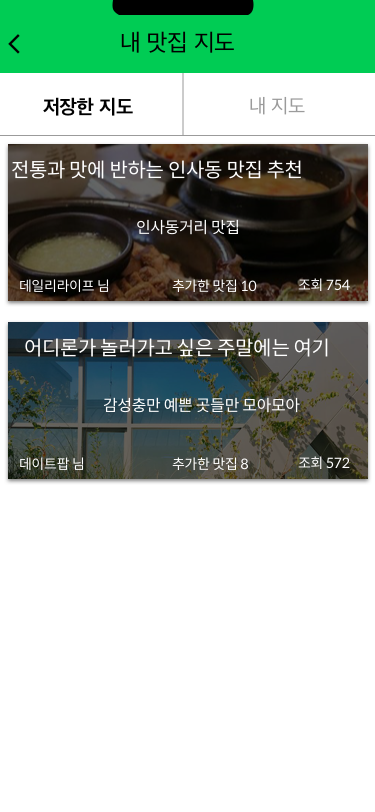 내 맛집 지도
저장한 지도
내 지도
전통과 맛에 반하는 인사동 맛집 추천
인사동거리 맛집
데일리라이프 님
추가한 맛집 10
조회 754
어디론가 놀러가고 싶은 주말에는 여기
감성충만 예쁜 곳들만 모아모아
데이트팝 님
추가한 맛집 8
조회 572